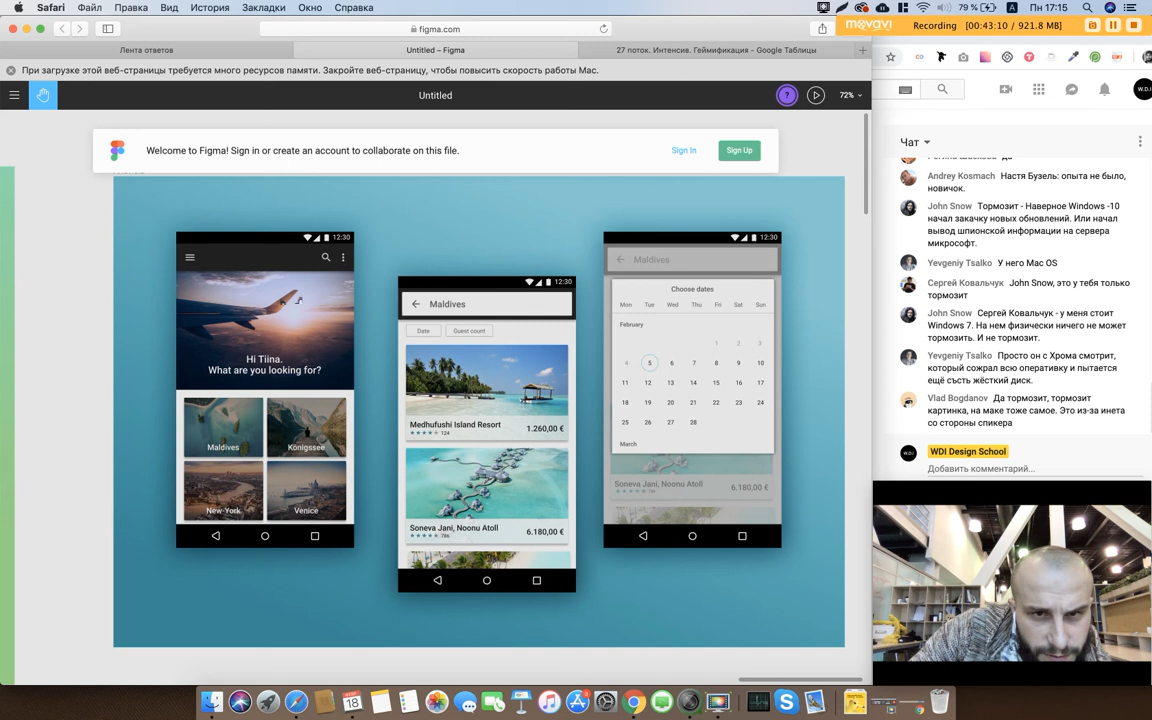 Safari Файл Правка Вид История Закладки Окно Справка
79 % A Пн 17:15
Recording [00:43:10 / 921.8 MB]
movavi
figma.com
Лента ответов
Untitled – Figma
27 поток. Интенсив. Геймификация - Google Таблицы
При загрузке этой веб-страницы требуется много ресурсов памяти. Закройте веб-страницу, чтобы повысить скорость работы Mac.
Untitled
?
72%
Welcome to Figma! Sign in or create an account to collaborate on this file.
Sign In
Sign Up
12:30
Hi Tiina.
What are you looking for?
Maldives
Königssee
New-York
Venice
12:30
Maldives
Date
Guest count
Medhufushi Island Resort
124
1.260,00 €
Soneva Jani, Noonu Atoll
786
6.180,00 €
12:30
Maldives
Choose dates
Mon Tue Wed Thu Fri Sat Sun
February
1 2 3
4 5 6 7 8 9 10
11 12 13 14 15 16 17
18 19 20 21 22 23 24
25 26 27 28
March
Soneva Jani, Noonu Atoll
786
6.180,00 €
W.D.I
Чат
да
Andrey Kosmach Настя Бузель: опыта не было,
новичок.
John Snow Тормозит - Наверное Windows -10
начал закачку новых обновлений. Или начал
вывод шпионской информации на сервера
микрософт.
Yevgeniy Tsalko У него Mac OS
Сергей Ковальчук John Snow, это у тебя только
тормозит
John Snow Сергей Ковальчук - у меня стоит
Windows 7. На нем физически ничего не может
тормозить. И не тормозит.
Yevgeniy Tsalko Просто он с Хрома смотрит,
который сожрал всю оперативку и пытается
ещё състь жёсткий диск.
Vlad Bogdanov Да тормозит, тормозит
картинка, на маке тоже самое. Это из-за инета
со стороны спикера
WDI Design School
Добавить комментарий...
18